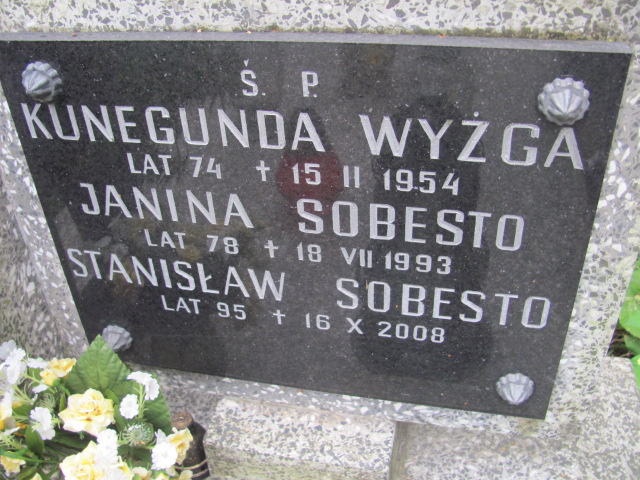 Ś. P.
KUNEGUNDA WYŻGA
LAT 74 + 15 II 1954
JANINA SOBESTO
LAT 78 + 18 VII 1993
STANISŁAW SOBESTO
LAT 95 + 16 X 2008